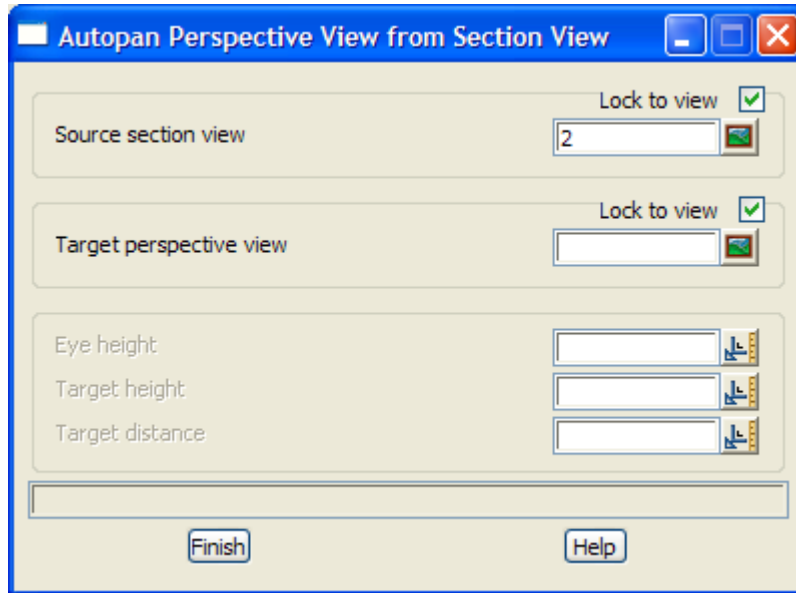 Autopan Perspective View from Section View
Lock to view
Source section view 2
Lock to view
Target perspective view
Eye height
Target height
Target distance
Finish Help